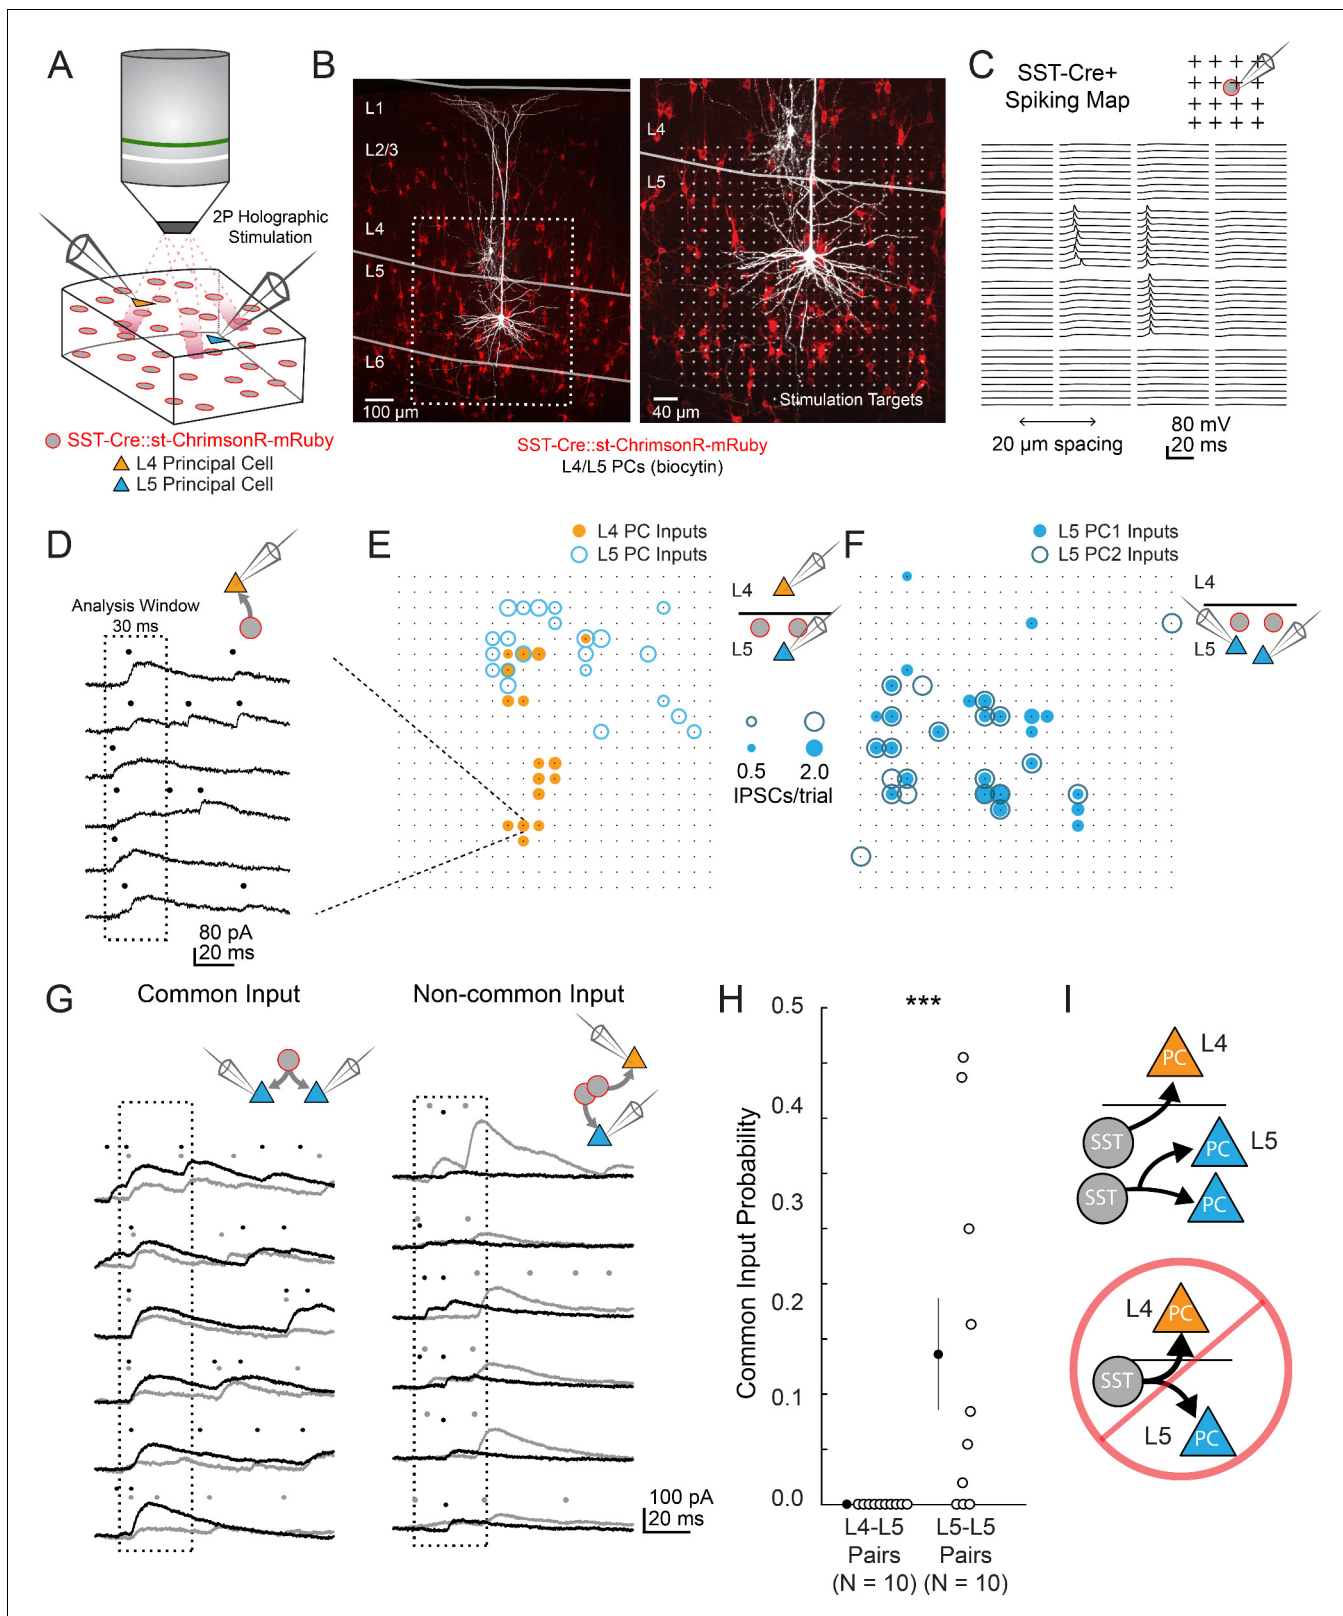 A
2P Holographic
Stimulation
SST-Cre::st-ChrimsonR-mRuby
L4 Principal Cell
L5 Principal Cell
B
L1
L2/3
L4
L5
L6
100 µm
L4
L5
Stimulation Targets
40 µm
SST-Cre::st-ChrimsonR-mRuby
L4/L5 PCs (biocytin)
C
SST-Cre+
Spiking Map
20 µm spacing
80 mV
20 ms
D
Analysis Window
30 ms
80 pA
20 ms
E
L4 PC Inputs
L5 PC Inputs
L4
L5
0.5
2.0
IPSCs/trial
F
L5 PC1 Inputs
L5 PC2 Inputs
L4
L5
G
Common Input
Non-common Input
100 pA
20 ms
H
***
Common Input Probability
0.5
0.4
0.3
0.2
0.1
0.0
L4-L5
Pairs
(N = 10)
L5-L5
Pairs
(N = 10)
I
PC
L4
SST
PC
L5
SST
PC
L4
PC
SST
L5
PC